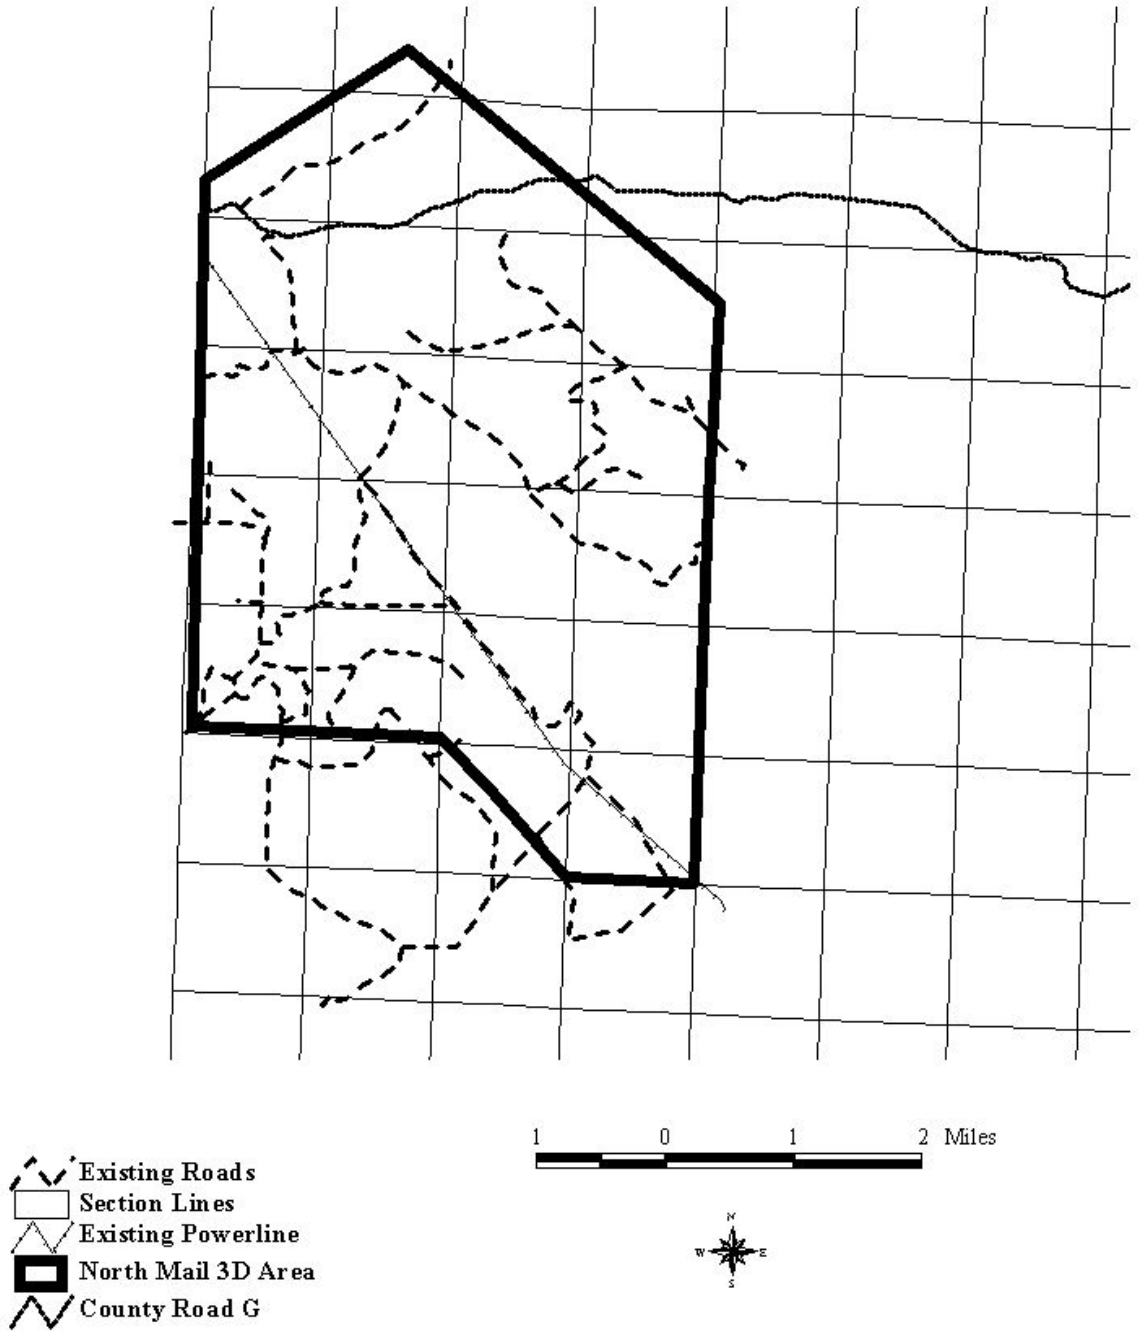 1 0 1 2 Miles
Existing Roads
Section Lines
Existing Powerline
North Mail 3D Area
County Road G
N
W E
S